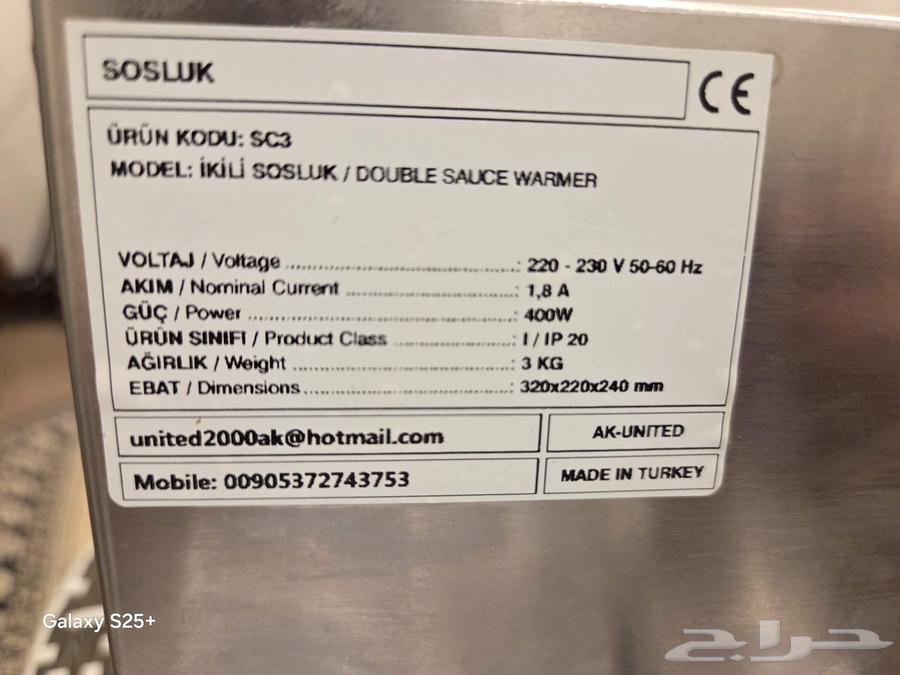 SOSLUK
CE
ÜRÜN KODU: SC3
MODEL: İKİLİ SOSLUK / DOUBLE SAUCE WARMER
VOLTAJ / Voltage ........................................: 220 - 230 V 50-60 Hz
AKIM / Nominal Current ..............................: 1,8 A
GÜÇ / Power ..............................................: 400W
ÜRÜN SINIFI / Product Class ......................: I / IP 20
AĞIRLIK / Weight ......................................: 3 KG
EBAT / Dimensions.....................................: 320x220x240 mm
united2000ak@hotmail.com AK-UNITED
Mobile: 00905372743753 MADE IN TURKEY
Galaxy S25+
حراج